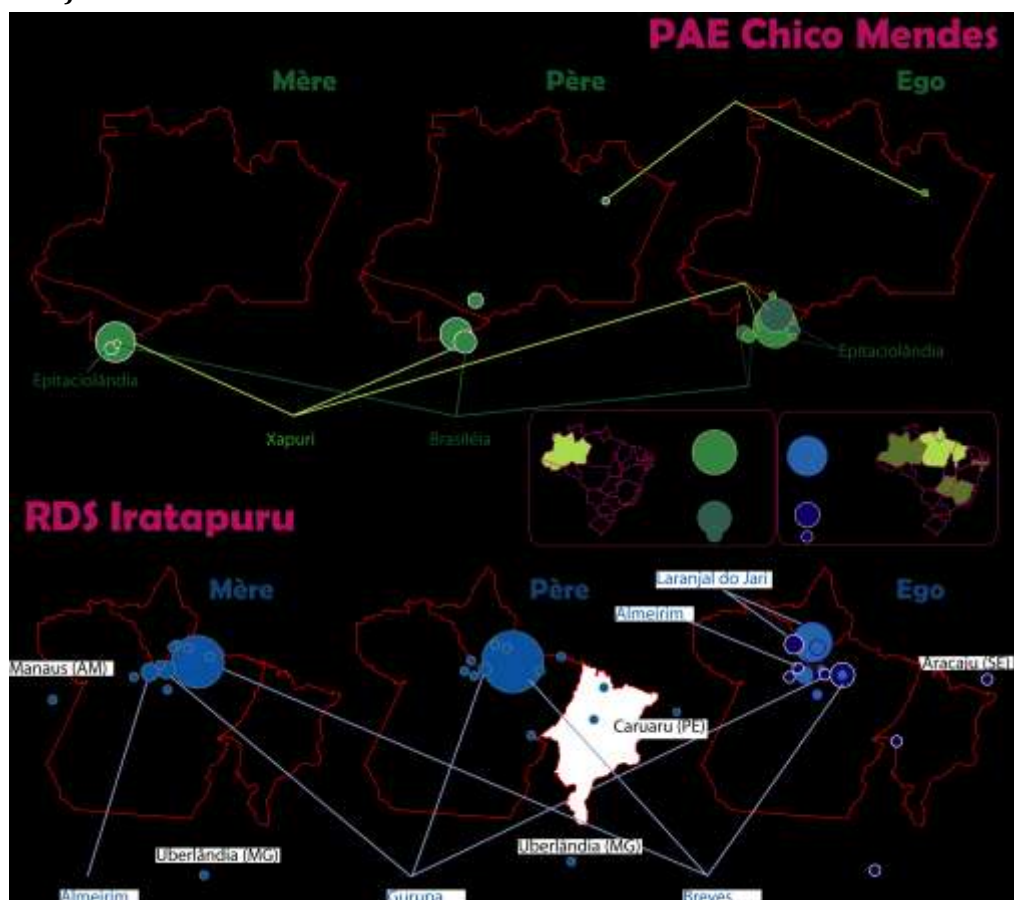 PAE Chico Mendes
Mère
Père
Ego
Epitaciolândia
Epitaciolândia
Xapuri
Brasiléia
RDS Iratapuru
Mère
Père
Ego
Laranjal do Jari
Almeirim
Manaus (AM)
Aracaju (SE)
Caruaru (PE)
Uberlândia (MG)
Uberlândia (MG)
Almeirim
Gurupa
Breves